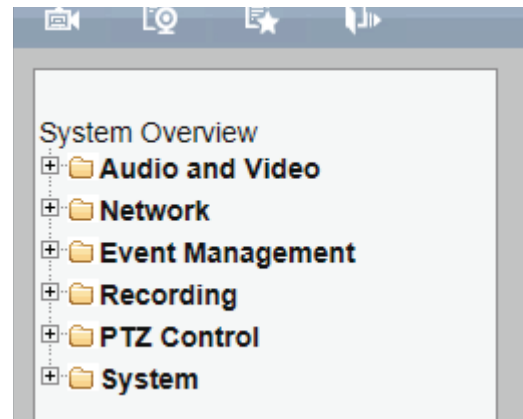 System Overview
Audio and Video
Network
Event Management
Recording
PTZ Control
System